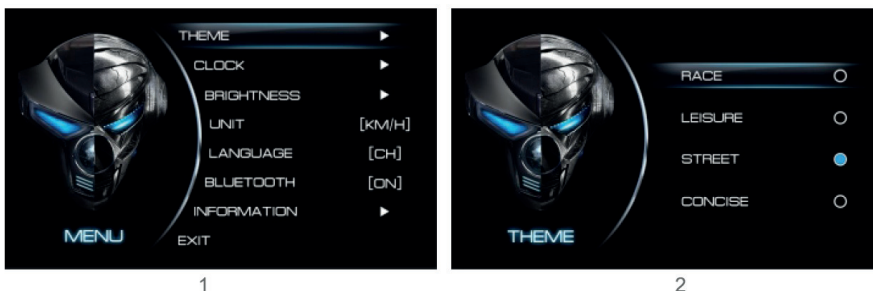 THEME
CLOCK
BRIGHTNESS
UNIT [KM/H]
LANGUAGE [CH]
BLUETOOTH [ON]
INFORMATION
EXIT
MENU
1
RACE
LEISURE
STREET
CONCISE
THEME
2